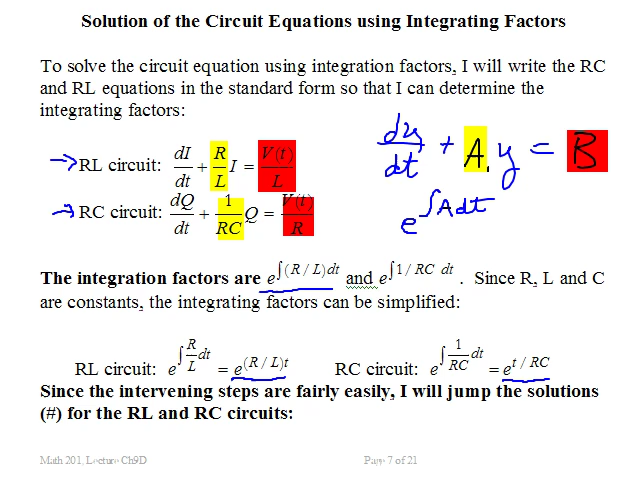 Solution of the Circuit Equations using Integrating Factors
To solve the circuit equation using integration factors, I will write the RC
and RL equations in the standard form so that I can determine the
integrating factors:
dy/dt + A y = B
→RL circuit: dI/dt + R/L I = V(t)/L
e^∫Adt
→RC circuit: dQ/dt + 1/RC Q = V(t)/R
The integration factors are e^∫(R/L)dt and e^∫1/RC dt . Since R, L and C
are constants, the integrating factors can be simplified:
RL circuit: e^∫R/L dt = e^(R/L)t RC circuit: e^∫1/RC dt = e^t/RC
Since the intervening steps are fairly easily, I will jump the solutions
(#) for the RL and RC circuits:
Math 201, Lecture Ch9D Page 7 of 21